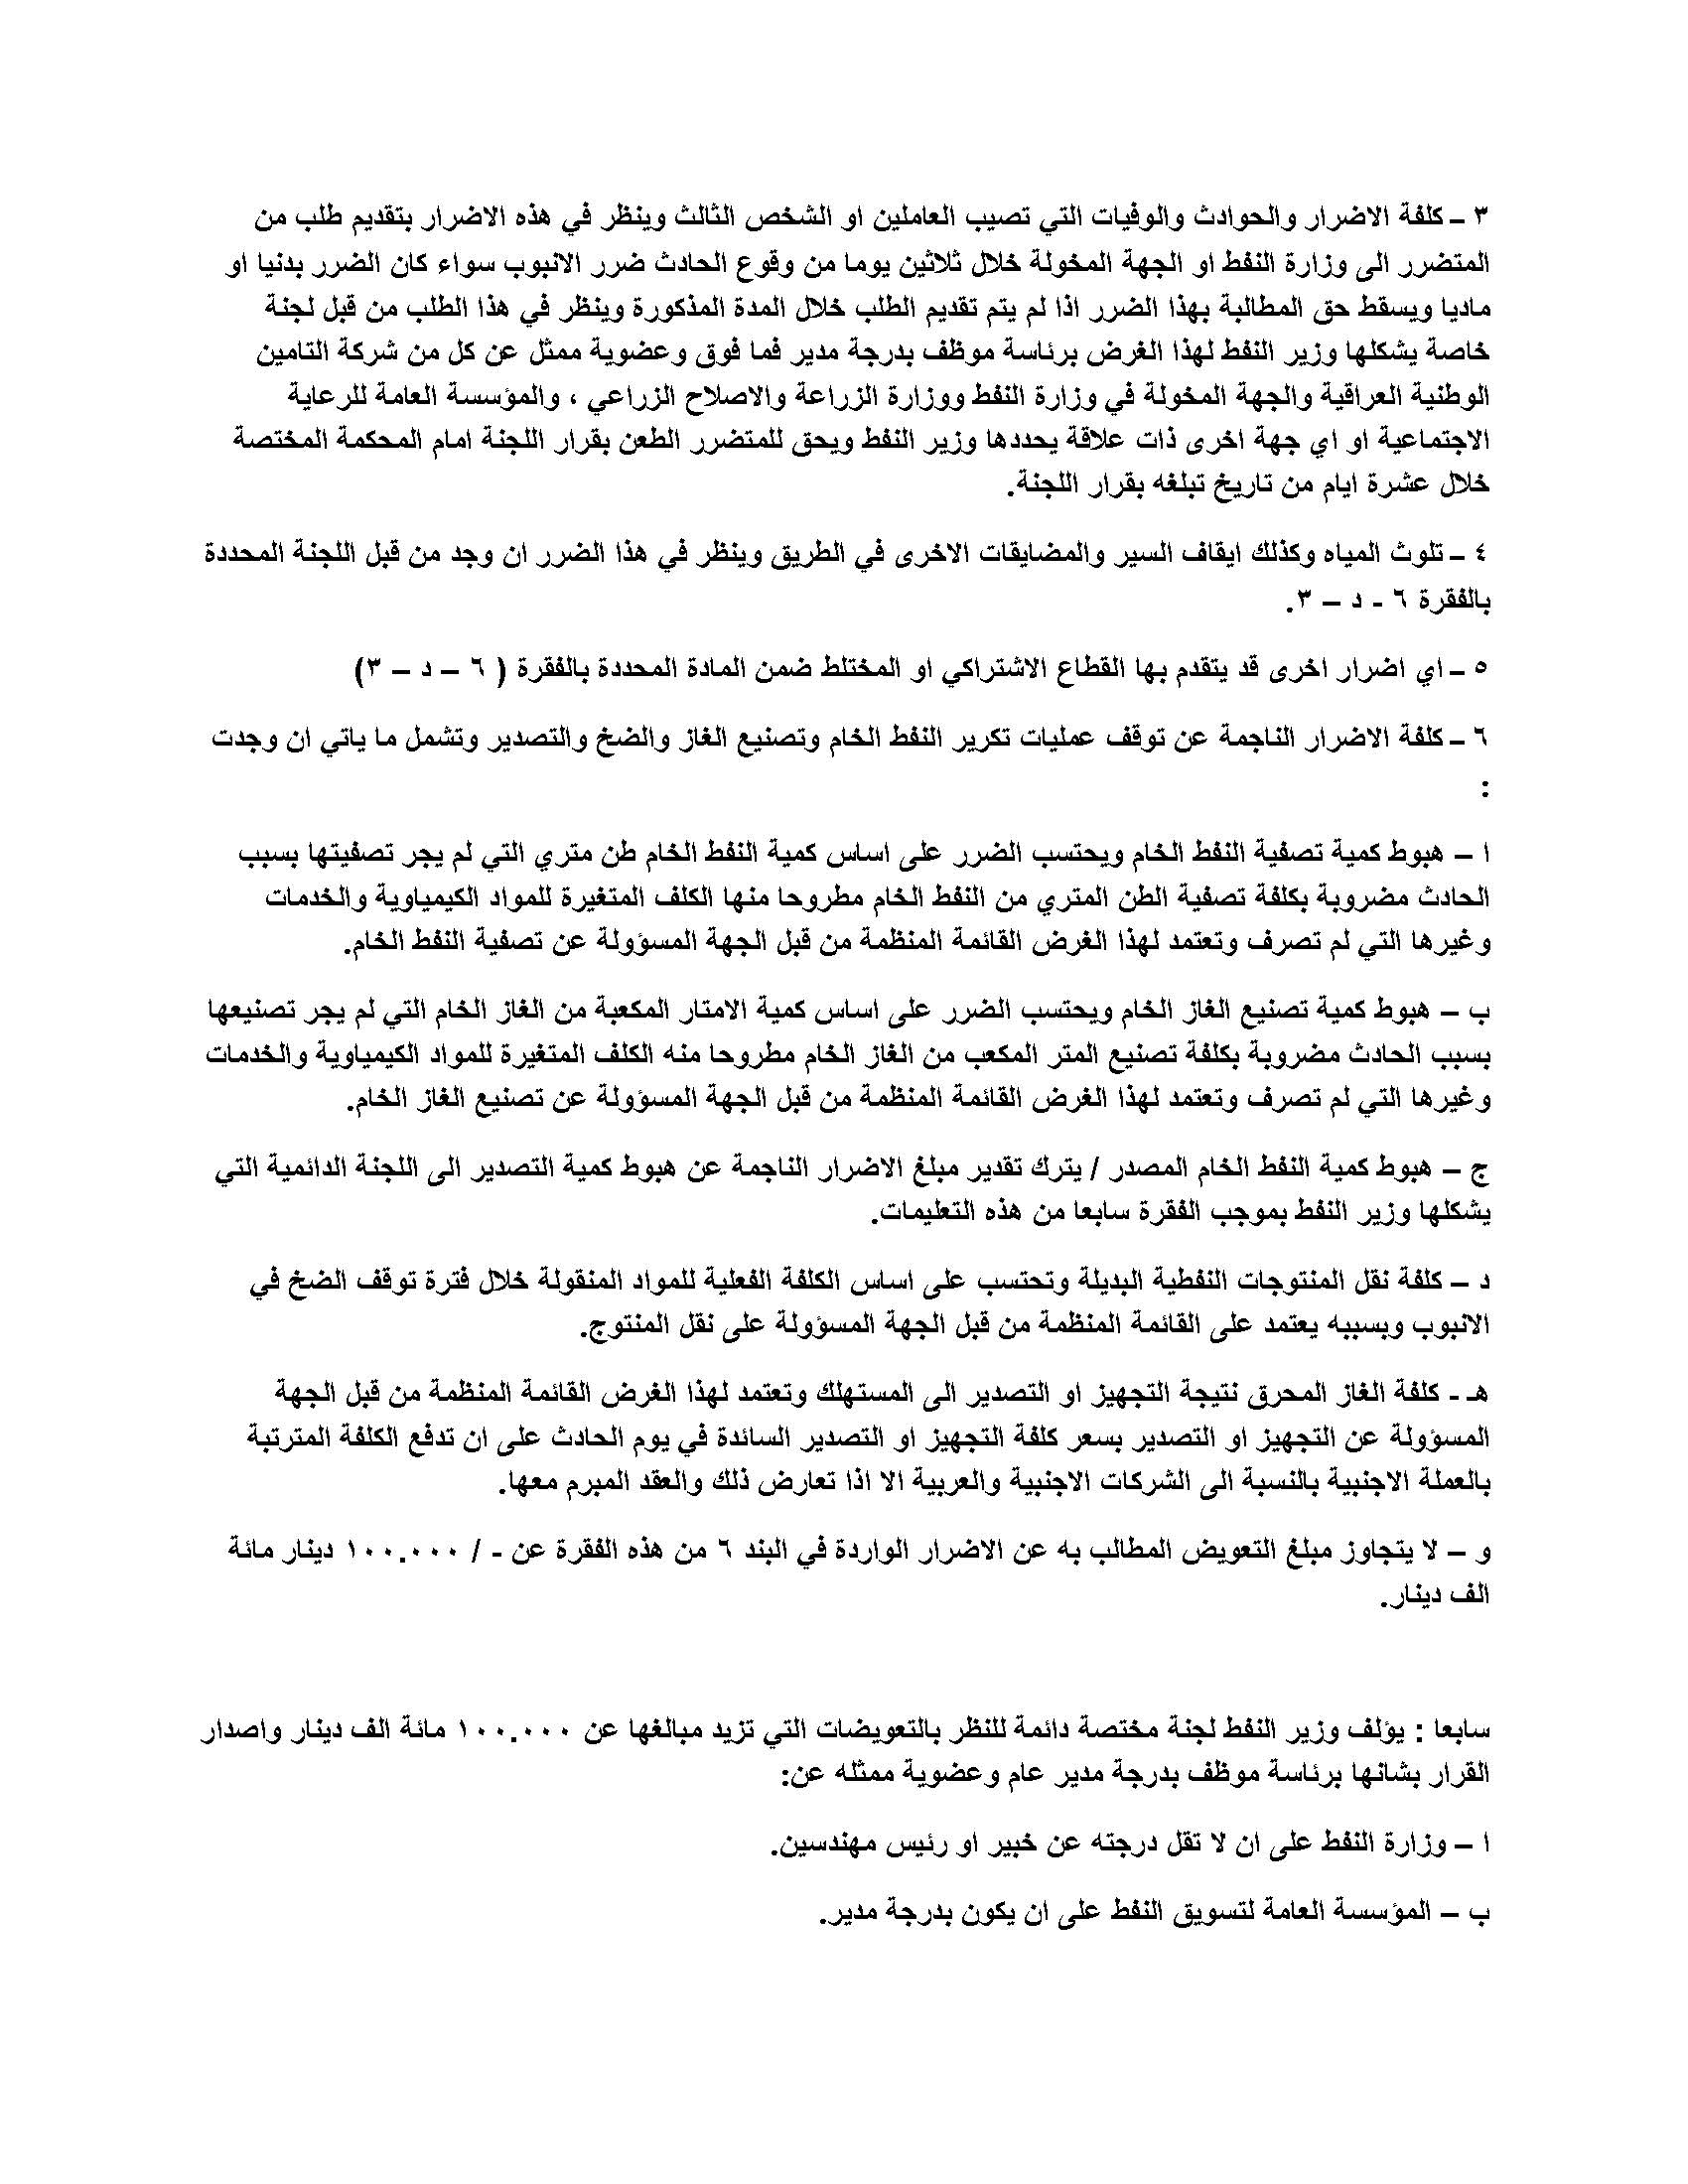 ٣ – كلفة الاضرار والحوادث والوفيات التي تصيب العاملين او الشخص الثالث وينظر في هذه الاضرار بتقديم طلب من
المتضرر الى وزارة النفط او الجهة المخولة خلال ثلاثين يوما من وقوع الحادث ضرر الانبوب سواء كان الضرر بدنيا او
ماديا ويسقط حق المطالبة بهذا الضرر اذا لم يتم تقديم الطلب خلال المدة المذكورة وينظر في هذا الطلب من قبل لجنة
خاصة يشكلها وزير النفط لهذا الغرض برئاسة موظف بدرجة مدير فما فوق وعضوية ممثل عن كل من شركة التامين
الوطنية العراقية والجهة المخولة في وزارة النفط ووزارة الزراعة والاصلاح الزراعي ، والمؤسسة العامة للرعاية
الاجتماعية او اي جهة اخرى ذات علاقة يحددها وزير النفط ويحق للمتضرر الطعن بقرار اللجنة امام المحكمة المختصة
خلال عشرة ايام من تاريخ تبلغه بقرار اللجنة.
٤ – تلوث المياه وكذلك ايقاف السير والمضايقات الاخرى في الطريق وينظر في هذا الضرر ان وجد من قبل اللجنة المحددة
بالفقرة ٦ - د – ٣.
٥ – اي اضرار اخرى قد يتقدم بها القطاع الاشتراكي او المختلط ضمن المادة المحددة بالفقرة ( ٦ – د – ٣)
٦ – كلفة الاضرار الناجمة عن توقف عمليات تكرير النفط الخام وتصنيع الغاز والضخ والتصدير وتشمل ما ياتي ان وجدت
:
ا – هبوط كمية تصفية النفط الخام ويحتسب الضرر على اساس كمية النفط الخام طن متري التي لم يجر تصفيتها بسبب
الحادث مضروبة بكلفة تصفية الطن المتري من النفط الخام مطروحا منها الكلف المتغيرة للمواد الكيمياوية والخدمات
وغيرها التي لم تصرف وتعتمد لهذا الغرض القائمة المنظمة من قبل الجهة المسؤولة عن تصفية النفط الخام.
ب – هبوط كمية تصنيع الغاز الخام ويحتسب الضرر على اساس كمية الامتار المكعبة من الغاز الخام التي لم يجر تصنيعها
بسبب الحادث مضروبة بكلفة تصنيع المتر المكعب من الغاز الخام مطروحا منه الكلف المتغيرة للمواد الكيمياوية والخدمات
وغيرها التي لم تصرف وتعتمد لهذا الغرض القائمة المنظمة من قبل الجهة المسؤولة عن تصنيع الغاز الخام.
ج – هبوط كمية النفط الخام المصدر / يترك تقدير مبلغ الاضرار الناجمة عن هبوط كمية التصدير الى اللجنة الدائمية التي
يشكلها وزير النفط بموجب الفقرة سابعا من هذه التعليمات.
د – كلفة نقل المنتوجات النفطية البديلة وتحتسب على اساس الكلفة الفعلية للمواد المنقولة خلال فترة توقف الضخ في
الانبوب وبسببه يعتمد على القائمة المنظمة من قبل الجهة المسؤولة على نقل المنتوج.
هـ - كلفة الغاز المحرق نتيجة التجهيز او التصدير الى المستهلك وتعتمد لهذا الغرض القائمة المنظمة من قبل الجهة
المسؤولة عن التجهيز او التصدير بسعر كلفة التجهيز او التصدير السائدة في يوم الحادث على ان تدفع الكلفة المترتبة
بالعملة الاجنبية بالنسبة الى الشركات الاجنبية والعربية الا اذا تعارض ذلك والعقد المبرم معها.
و – لا يتجاوز مبلغ التعويض المطالب به عن الاضرار الواردة في البند ٦ من هذه الفقرة عن - / ١٠٠.٠٠٠ دينار مائة
الف دينار.
سابعا : يؤلف وزير النفط لجنة مختصة دائمة للنظر بالتعويضات التي تزيد مبالغها عن ١٠٠.٠٠٠ مائة الف دينار واصدار
القرار بشانها برئاسة موظف بدرجة مدير عام وعضوية ممثله عن:
ا – وزارة النفط على ان لا تقل درجته عن خبير او رئيس مهندسين.
ب – المؤسسة العامة لتسويق النفط على ان يكون بدرجة مدير.